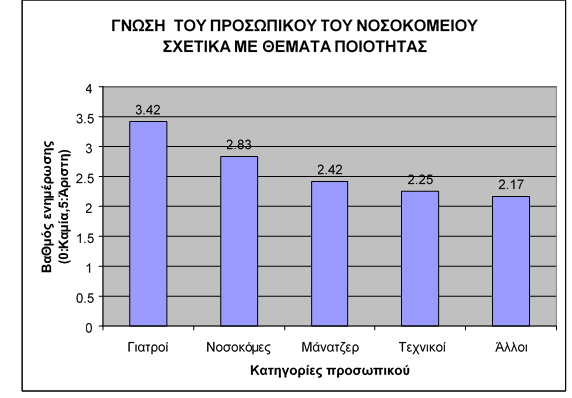 ΓΝΩΣΗ ΤΟΥ ΠΡΟΣΩΠΙΚΟΥ ΤΟΥ ΝΟΣΟΚΟΜΕΙΟΥ
ΣΧΕΤΙΚΑ ΜΕ ΘΕΜΑΤΑ ΠΟΙΟΤΗΤΑΣ
Βαθμός ενημέρωσης
(0:Καμία,5:Άριστη)
4
3.5
3
2.5
2
1.5
1
0.5
0
3.42
2.83
2.42
2.25
2.17
Γιατροί Νοσοκόμες Μάνατζερ Τεχνικοί Άλλοι
Κατηγορίες προσωπικού